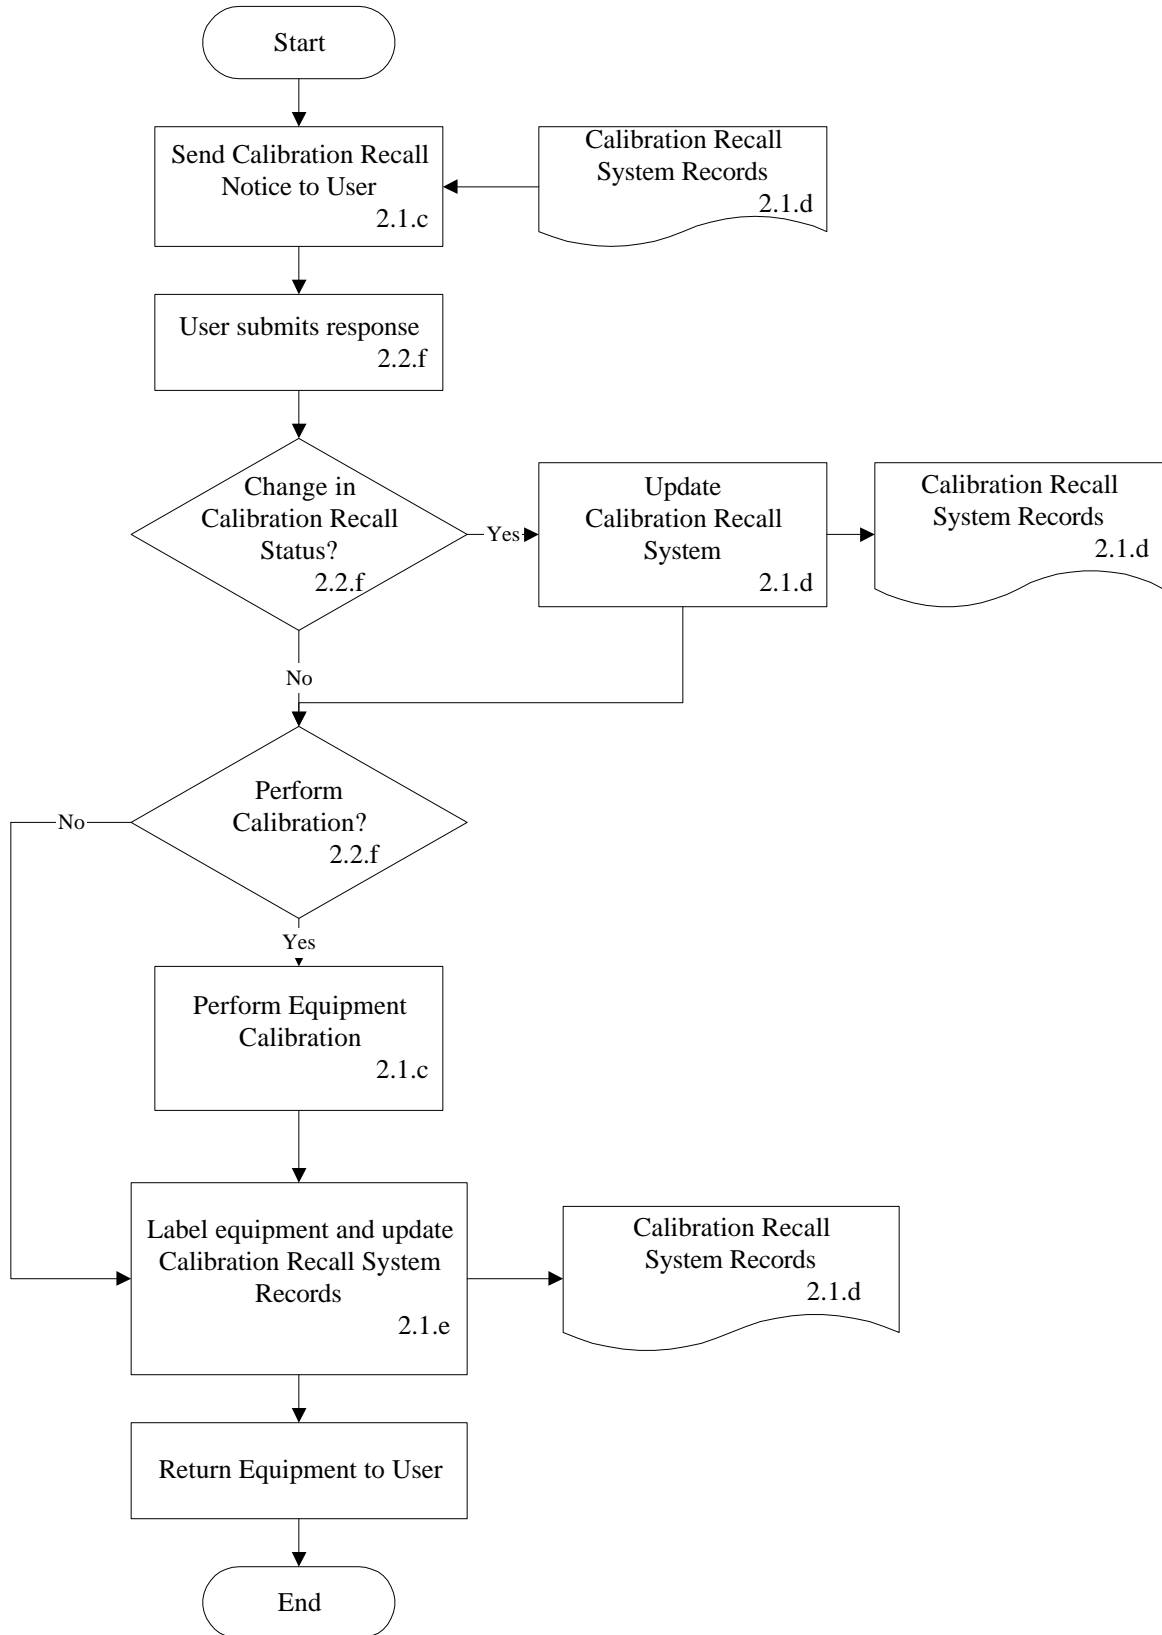 Start
Send Calibration Recall
Notice to User
2.1.c
Calibration Recall
System Records
2.1.d
User submits response
2.2.f
Change in
Calibration Recall
Status?
2.2.f
Yes
Update
Calibration Recall
System
2.1.d
Calibration Recall
System Records
2.1.d
No
Perform
Calibration?
2.2.f
No
Yes
Perform Equipment
Calibration
2.1.c
Label equipment and update
Calibration Recall System
Records
2.1.e
Calibration Recall
System Records
2.1.d
Return Equipment to User
End